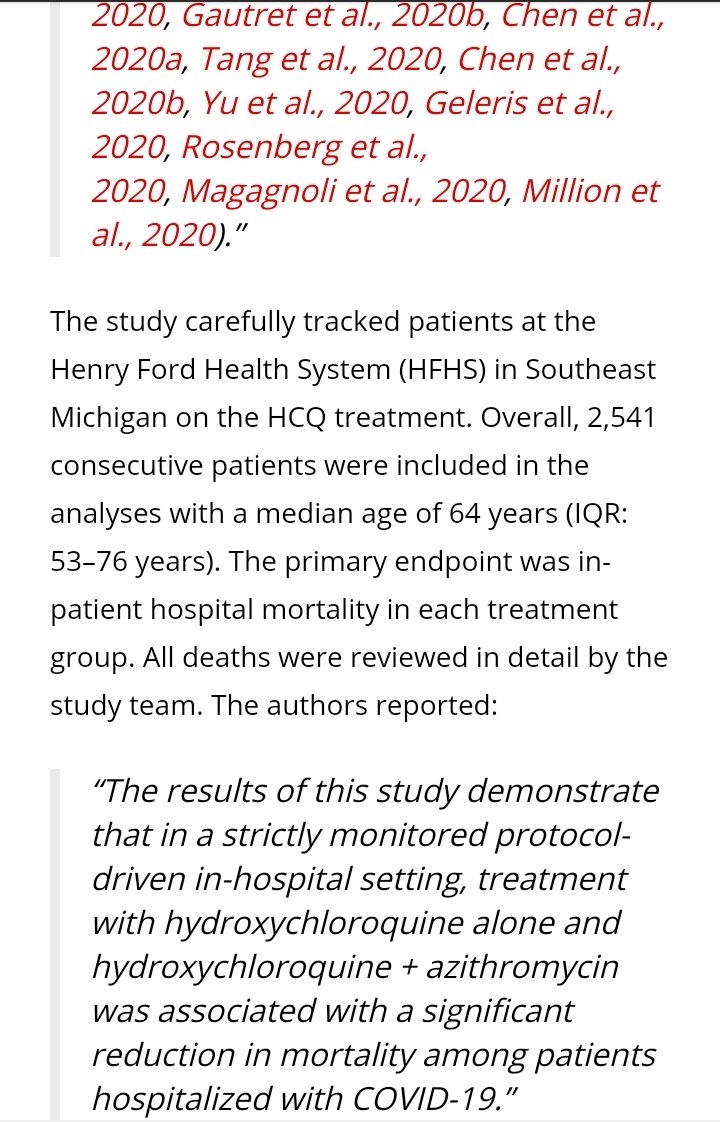 2020, Gautret et al., 2020b, Chen et al.,
2020a, Tang et al., 2020, Chen et al.,
2020b, Yu et al., 2020, Geleris et al.,
2020, Rosenberg et al.,
2020, Magagnoli et al., 2020, Million et
al., 2020).”
The study carefully tracked patients at the
Henry Ford Health System (HFHS) in Southeast
Michigan on the HCQ treatment. Overall, 2,541
consecutive patients were included in the
analyses with a median age of 64 years (IQR:
53–76 years). The primary endpoint was in-
patient hospital mortality in each treatment
group. All deaths were reviewed in detail by the
study team. The authors reported:
“The results of this study demonstrate
that in a strictly monitored protocol-
driven in-hospital setting, treatment
with hydroxychloroquine alone and
hydroxychloroquine + azithromycin
was associated with a significant
reduction in mortality among patients
hospitalized with COVID-19.”